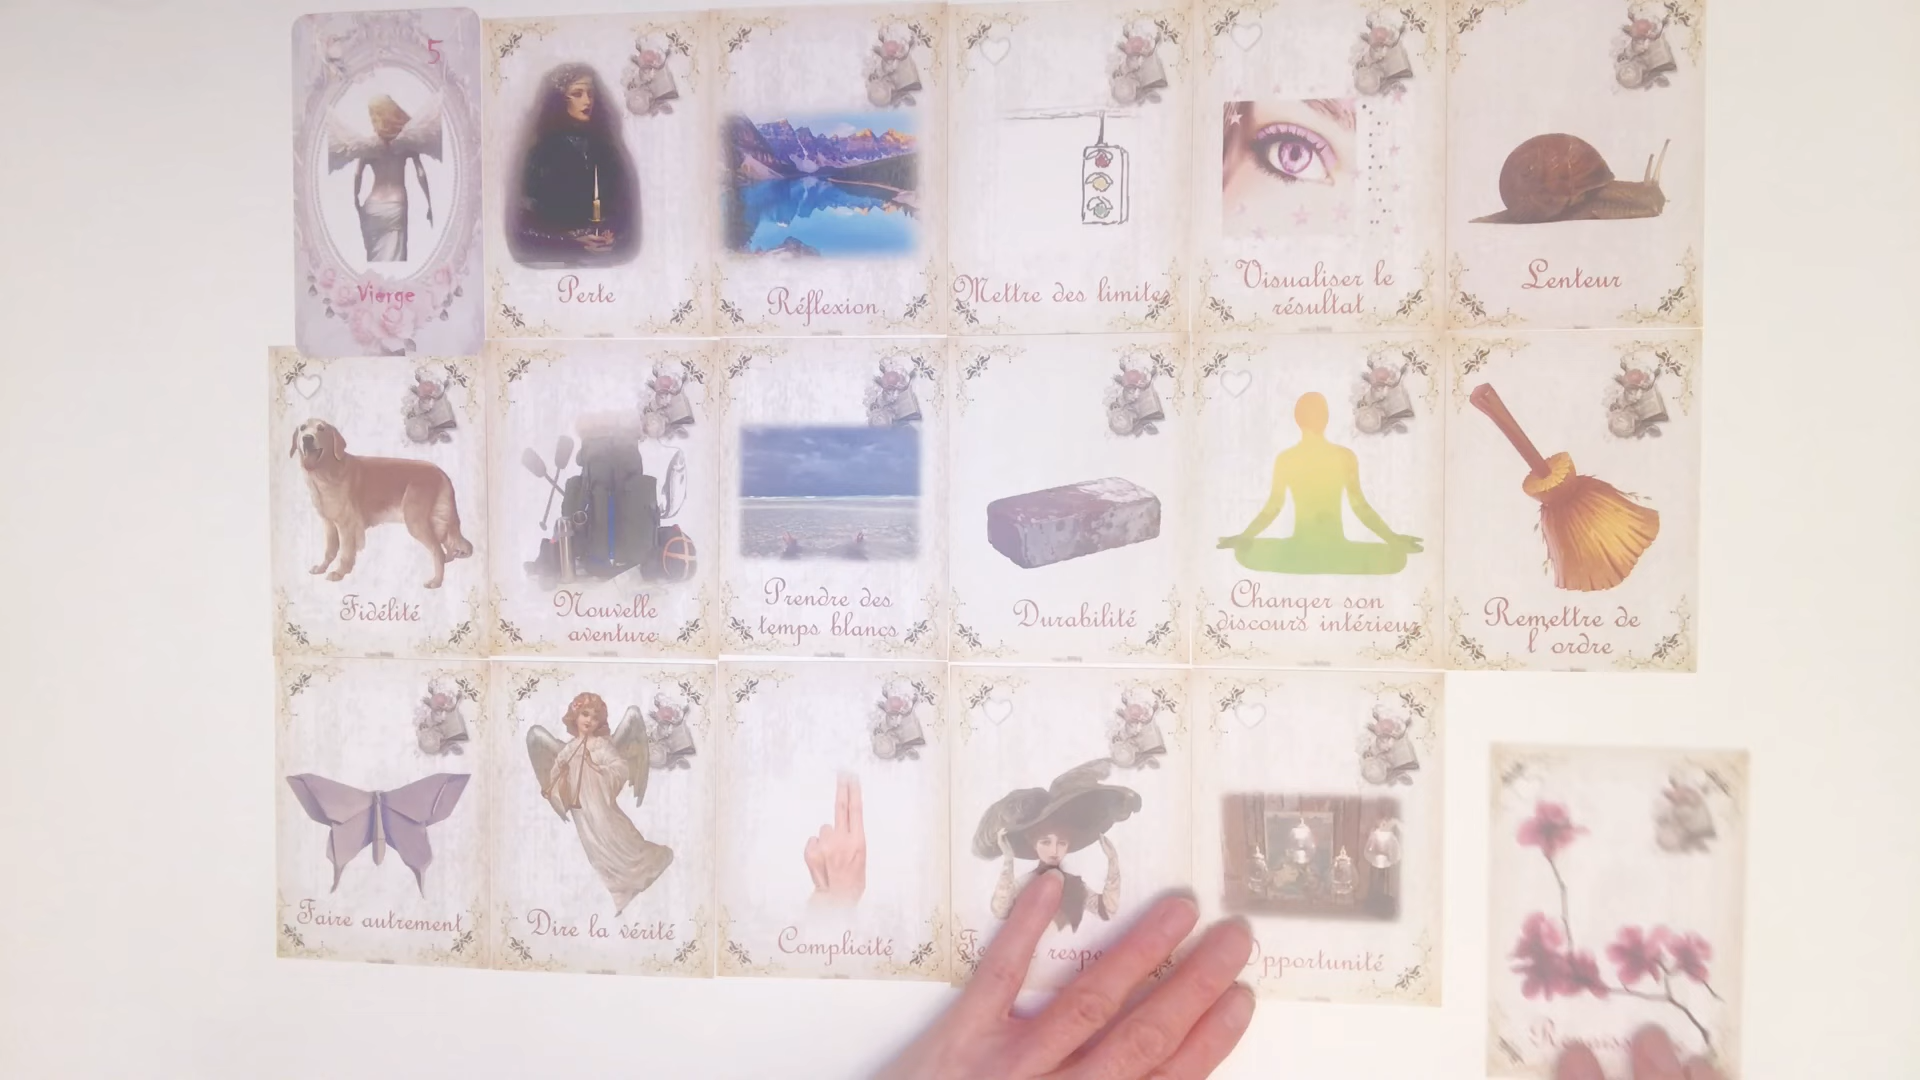 5
Vierge
Perte
Réflexion
Mettre des limites
Visualiser le
résultat
Lenteur
Fidélité
Nouvelle
aventure
Prendre des
temps blancs
Durabilité
Changer son
discours intérieur
Remettre de
l'ordre
Faire autrement
Dire la vérité
Complicité
Opportunité